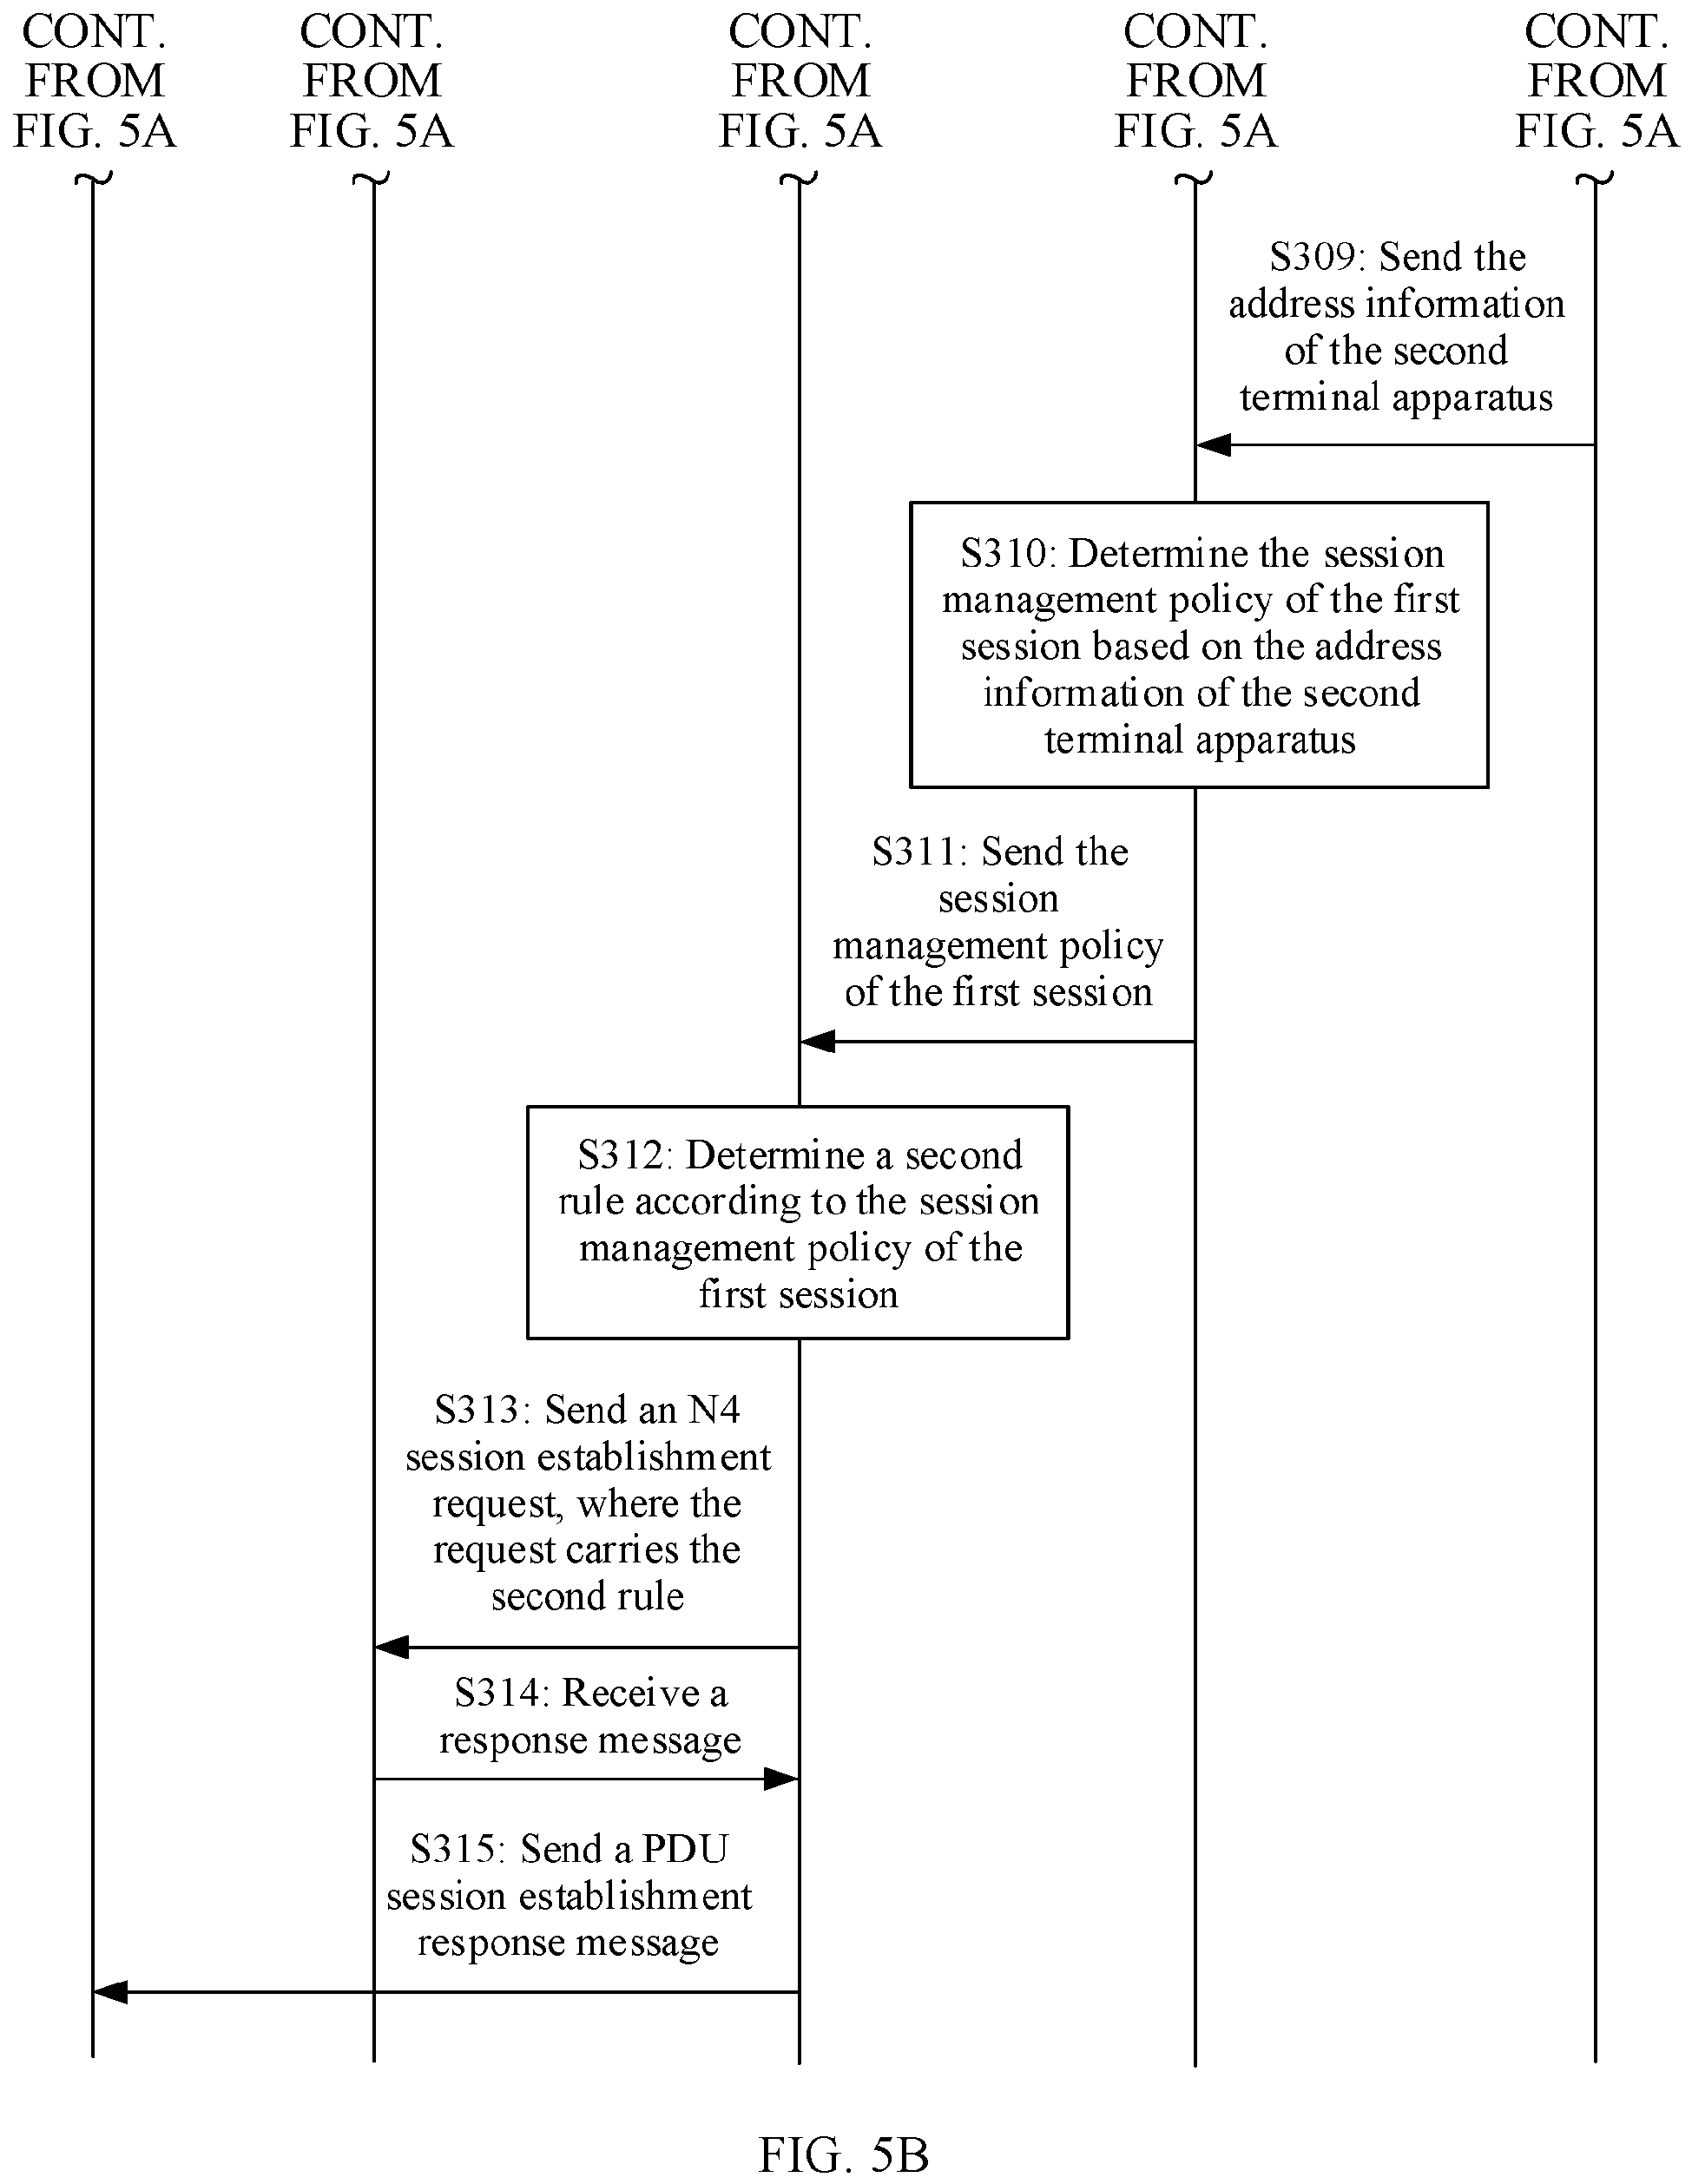 CONT.
FROM
FIG. 5A
CONT.
FROM
FIG. 5A
CONT.
FROM
FIG. 5A
CONT.
FROM
FIG. 5A
CONT.
FROM
FIG. 5A
S309: Send the
address information
of the second
terminal apparatus
S310: Determine the session
management policy of the first
session based on the address
information of the second
terminal apparatus
S311: Send the
session
management policy
of the first session
S312: Determine a second
rule according to the session
management policy of the
first session
S313: Send an N4
session establishment
request, where the
request carries the
second rule
S314: Receive a
response message
S315: Send a PDU
session establishment
response message
FIG. 5B